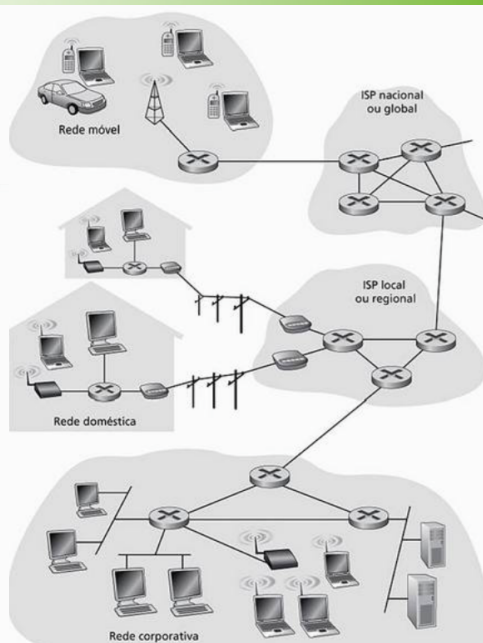 Rede móvel
ISP nacional
ou global
ISP local
ou regional
Rede doméstica
Rede corporativa